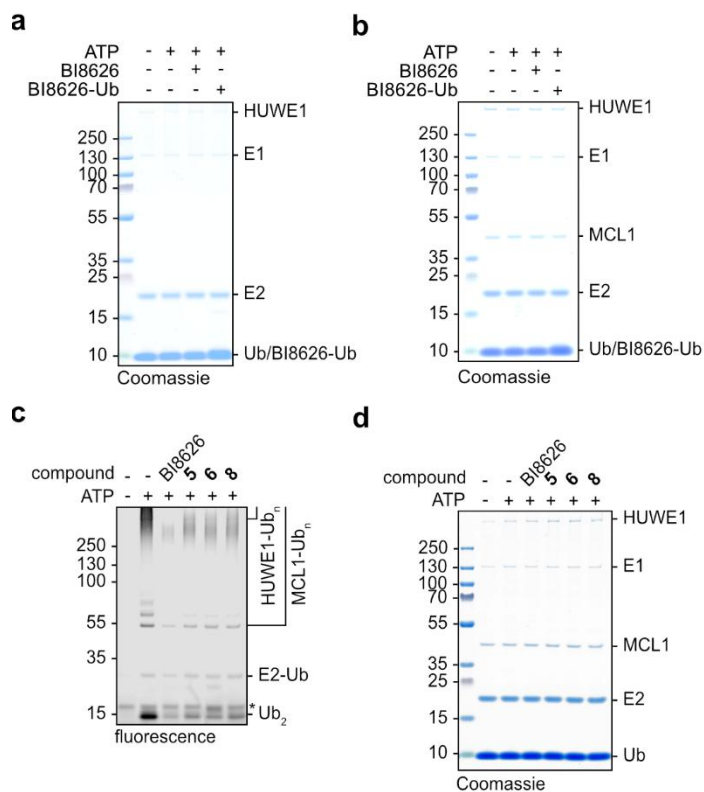 a
ATP - + + +
BI8626 - - + -
BI8626-Ub - - - +
HUWE1
250
130
100
70
55
35
25
15
10
E1
E2
Ub/BI8626-Ub
Coomassie
b
ATP - + + +
BI8626 - - + -
BI8626-Ub - - - +
HUWE1
250
130
100
70
55
35
25
15
10
E1
MCL1
E2
Ub/BI8626-Ub
Coomassie
c
compound - - BI8626 5 6 8
ATP - + + + + +
250
130
100
55
35
15
HUWE1-Ubn
MCL1-Ubn
E2-Ub
*
Ub2
fluorescence
d
compound - - BI8626 5 6 8
ATP - + + + + +
HUWE1
250
130
100
70
55
35
25
15
10
E1
MCL1
E2
Ub
Coomassie